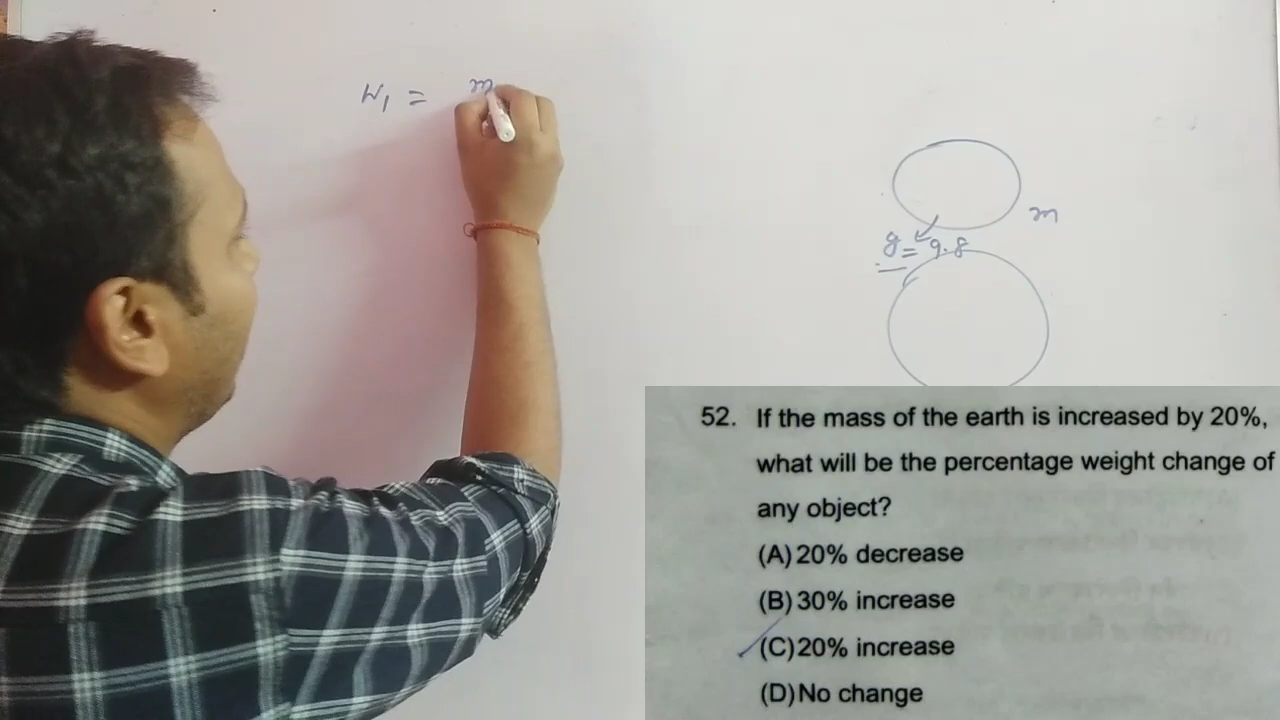 W₁ = m
m
g = 9.8
52. If the mass of the earth is increased by 20%,
what will be the percentage weight change of
any object?
(A) 20% decrease
(B) 30% increase
(C) 20% increase
(D) No change